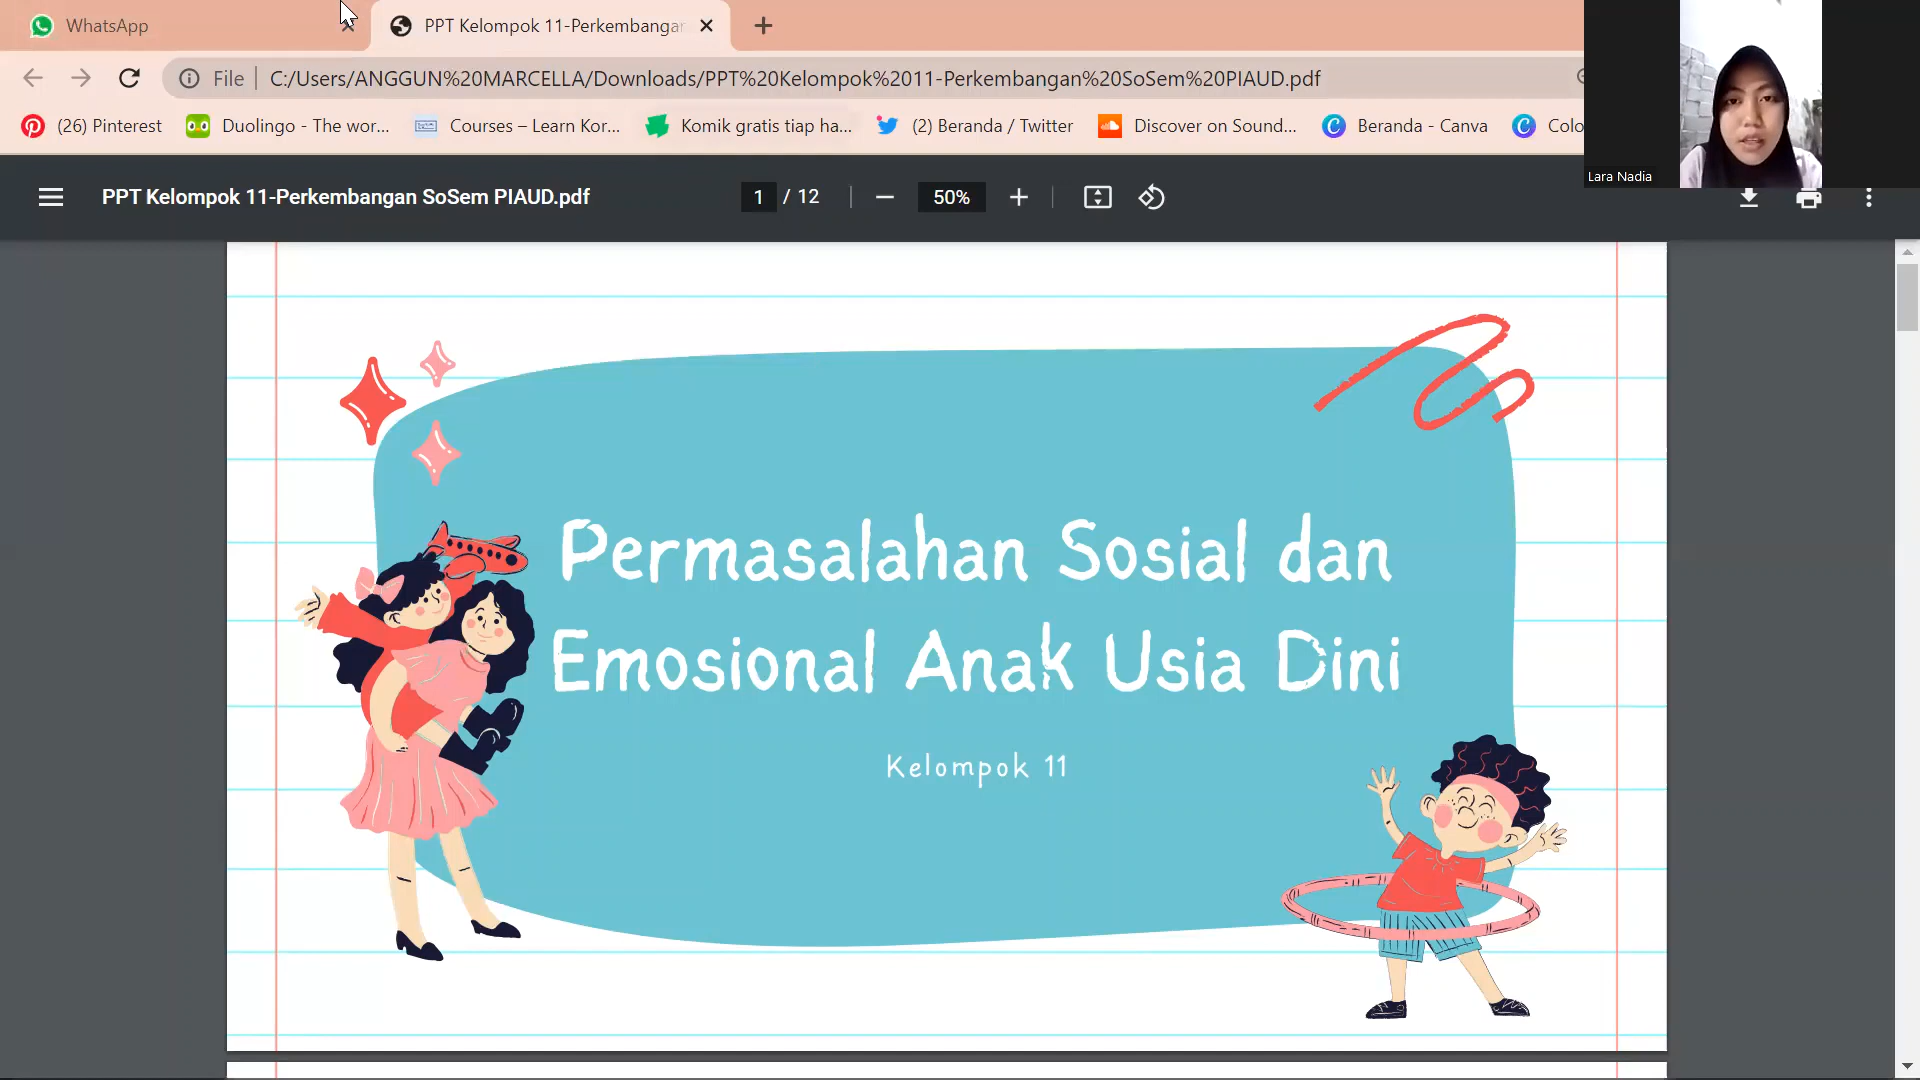 WhatsApp
PPT Kelompok 11-Perkembangan
File
C:/Users/ANGGUN%20MARCELLA/Downloads/PPT%20Kelompok%2011-Perkembangan%20SoSem%20PIAUD.pdf
(26) Pinterest
Duolingo - The wor...
Courses – Learn Kor...
Komik gratis tiap ha...
(2) Beranda / Twitter
Discover on Sound...
Beranda - Canva
Colo
Lara Nadia
PPT Kelompok 11-Perkembangan SoSem PIAUD.pdf
1 / 12
50%
Permasalahan Sosial dan
Emosional Anak Usia Dini
Kelompok 11